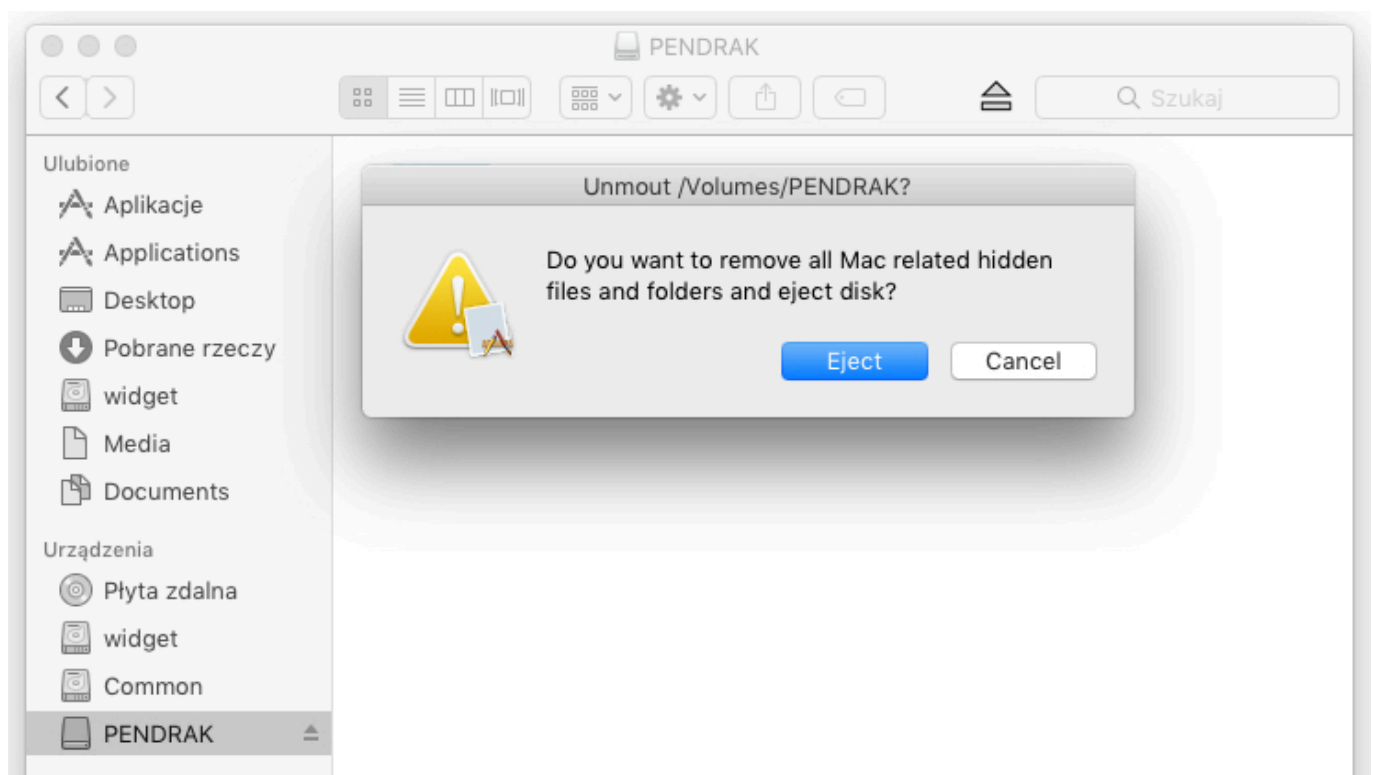 PENDRAK
Szukaj
Ulubione
Aplikacje
Applications
Desktop
Pobrane rzeczy
widget
Media
Documents
Urządzenia
Płyta zdalna
widget
Common
PENDRAK
Unmout /Volumes/PENDRAK?
Do you want to remove all Mac related hidden
files and folders and eject disk?
Eject Cancel